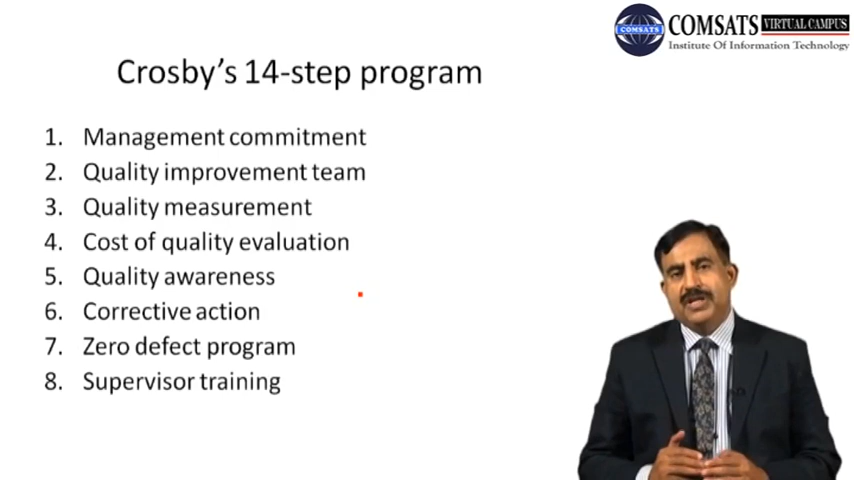 COMSATS VIRTUAL CAMPUS
COMSATS
Institute Of Information Technology
Crosby's 14-step program
1. Management commitment
2. Quality improvement team
3. Quality measurement
4. Cost of quality evaluation
5. Quality awareness
6. Corrective action
7. Zero defect program
8. Supervisor training